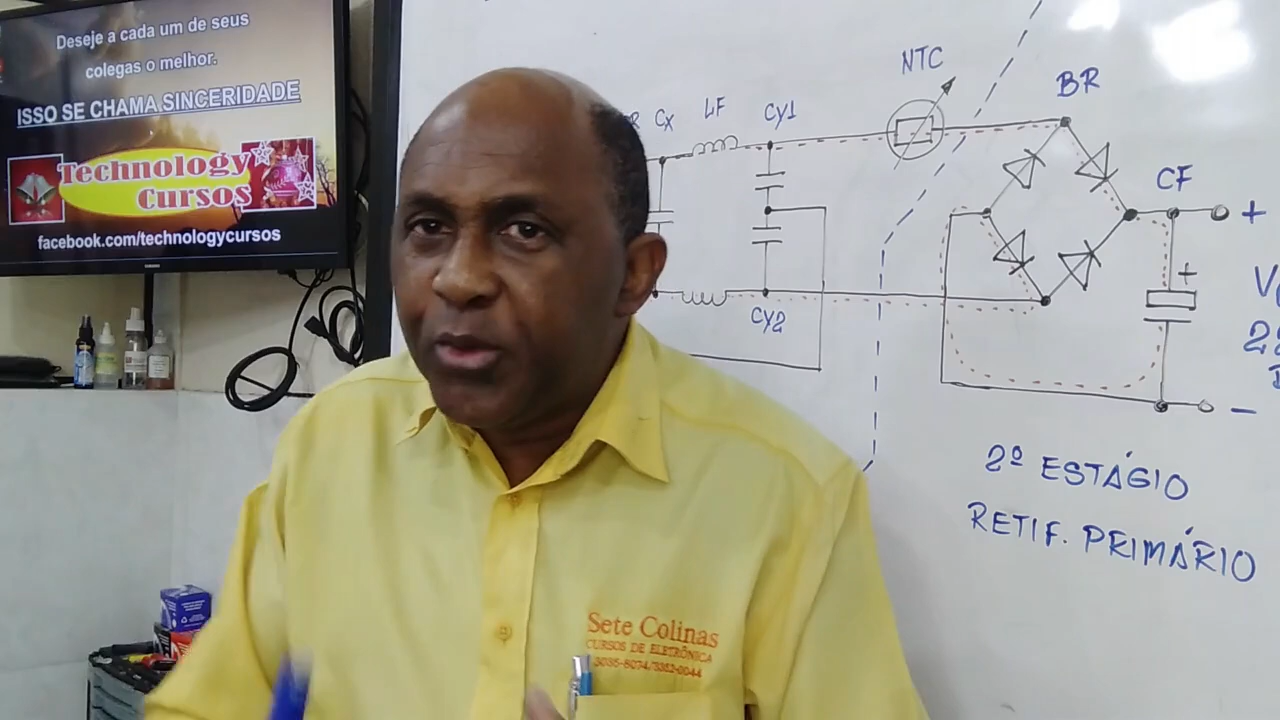 Deseje a cada um de seus
colegas o melhor.
ISSO SE CHAMA SINCERIDADE
Technology
Cursos
facebook.com/technologycursos
SAMSUNG
Cx
LF
Cy1
NTC
BR
CF
+
+
Cy2
−
2º ESTÁGIO
RETIF. PRIMÁRIO
Sete Colinas
CURSOS DE ELETRÔNICA